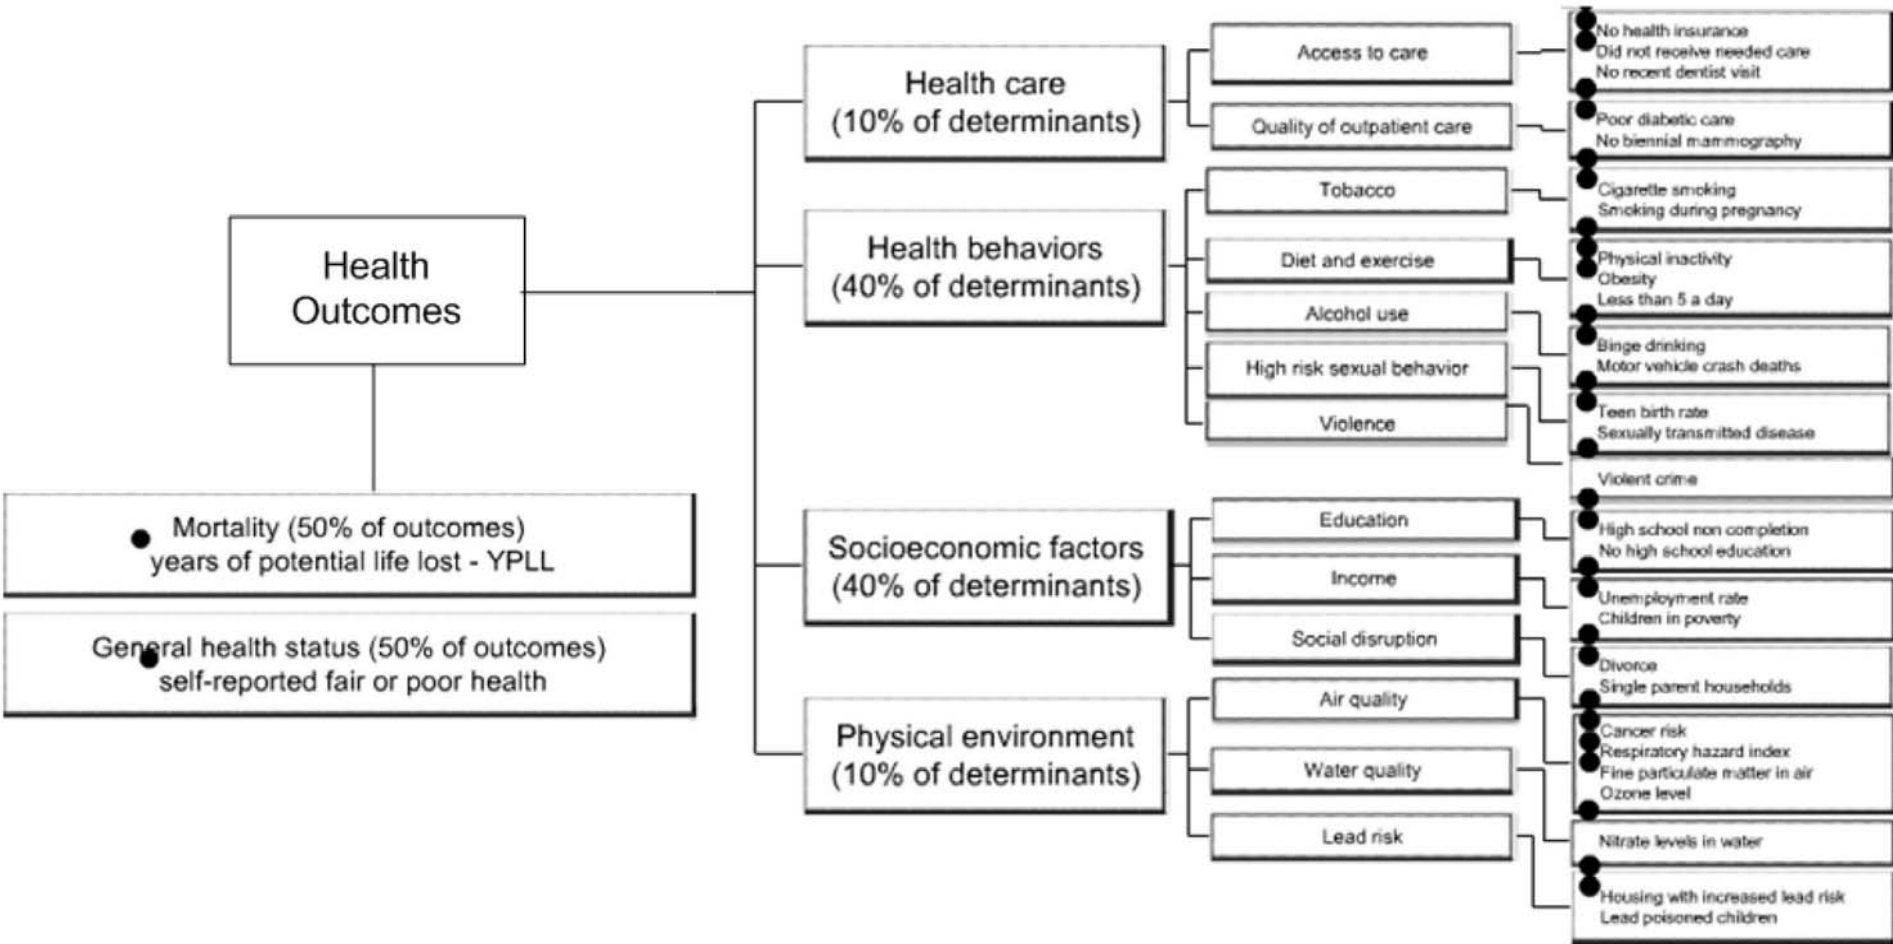 Health
Outcomes
Mortality (50% of outcomes)
years of potential life lost - YPLL
General health status (50% of outcomes)
self-reported fair or poor health
Health care
(10% of determinants)
Access to care
No health insurance
Did not receive needed care
No recent dentist visit
Quality of outpatient care
Poor diabetic care
No biennial mammography
Health behaviors
(40% of determinants)
Tobacco
Cigarette smoking
Smoking during pregnancy
Diet and exercise
Physical inactivity
Obesity
Less than 5 a day
Alcohol use
Binge drinking
Motor vehicle crash deaths
High risk sexual behavior
Teen birth rate
Sexually transmitted disease
Violence
Violent crime
Socioeconomic factors
(40% of determinants)
Education
High school non completion
No high school education
Income
Unemployment rate
Children in poverty
Social disruption
Divorce
Single parent households
Physical environment
(10% of determinants)
Air quality
Cancer risk
Respiratory hazard index
Fine particulate matter in air
Ozone level
Water quality
Nitrate levels in water
Lead risk
Housing with increased lead risk
Lead poisoned children